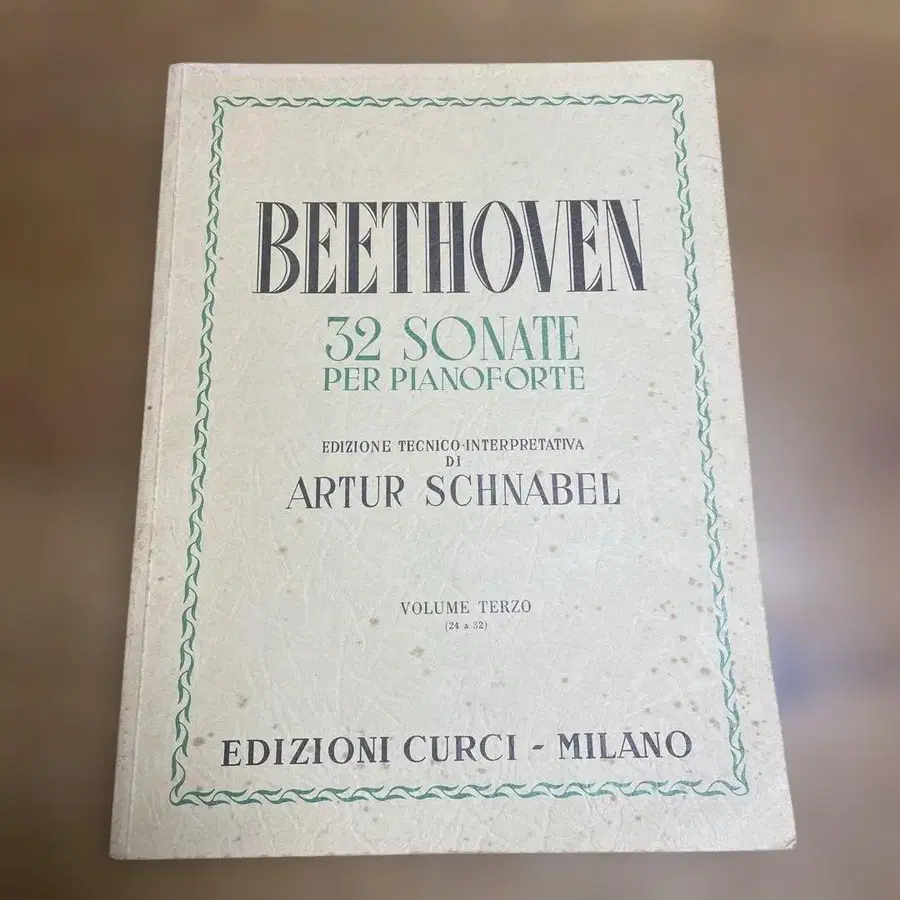 BEETHOVEN
32 SONATE
PER PIANOFORTE
EDIZIONE TECNICO-INTERPRETATIVA
DI
ARTUR SCHNABEL
VOLUME TERZO
(24 a 32)
EDIZIONI CURCI - MILANO